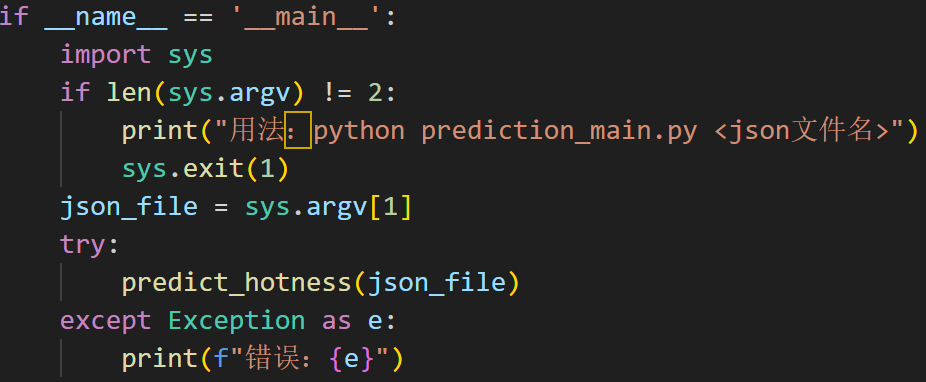 if __name__ == '__main__':
    import sys
    if len(sys.argv) != 2:
        print("用法：python prediction_main.py <json文件名>")
        sys.exit(1)
    json_file = sys.argv[1]
    try:
        predict_hotness(json_file)
    except Exception as e:
        print(f"错误：{e}")